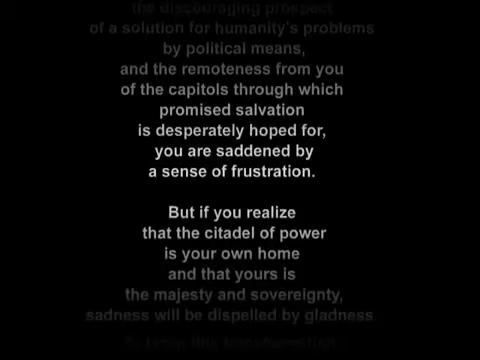 the discouraging prospect
of a solution for humanity's problems
by political means,
and the remoteness from you
of the capitols through which
promised salvation
is desperately hoped for,
you are saddened by
a sense of frustration.
But if you realize
that the citadel of power
is your own home
and that yours is
the majesty and sovereignty,
sadness will be dispelled by gladness.
this transformation